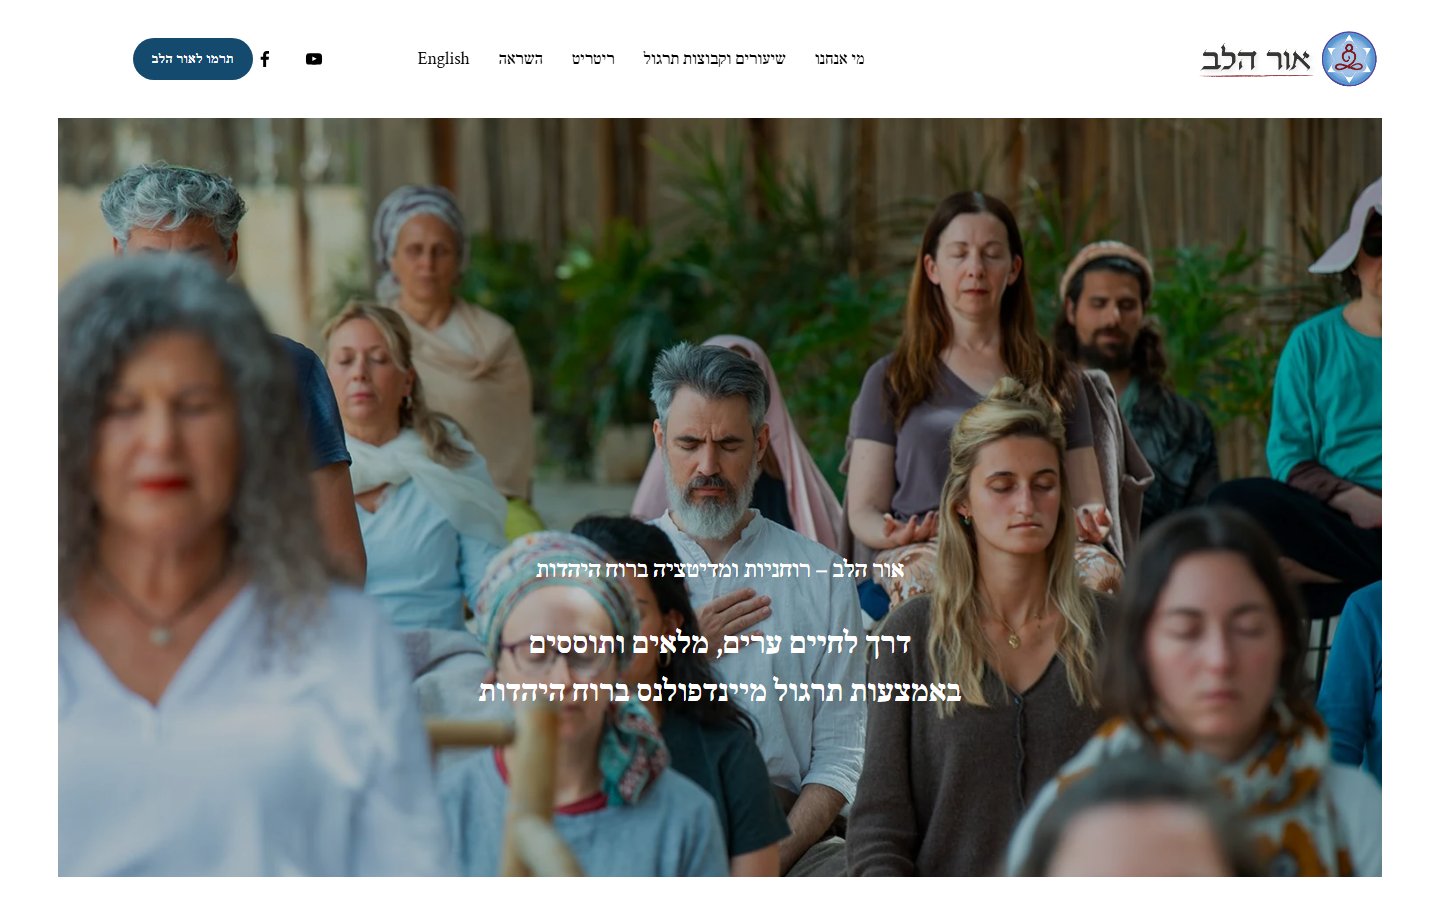 אור הלב
מי אנחנו
שיעורים וקבוצות תרגול
ריטריט
השראה
English
תרמו לאור הלב
אור הלב – רוחניות ומדיטציה ברוח היהדות
דרך לחיים ערים, מלאים ותוססים
באמצעות תרגול מיינדפולנס ברוח היהדות